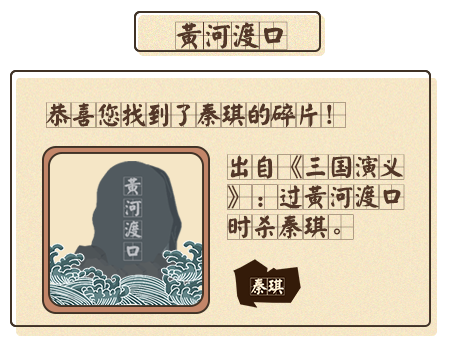 黄河渡口
恭喜您找到了秦琪的碎片！
黄
河
渡
口
出自《三国演义
》：过黄河渡口
时杀秦琪。
秦琪